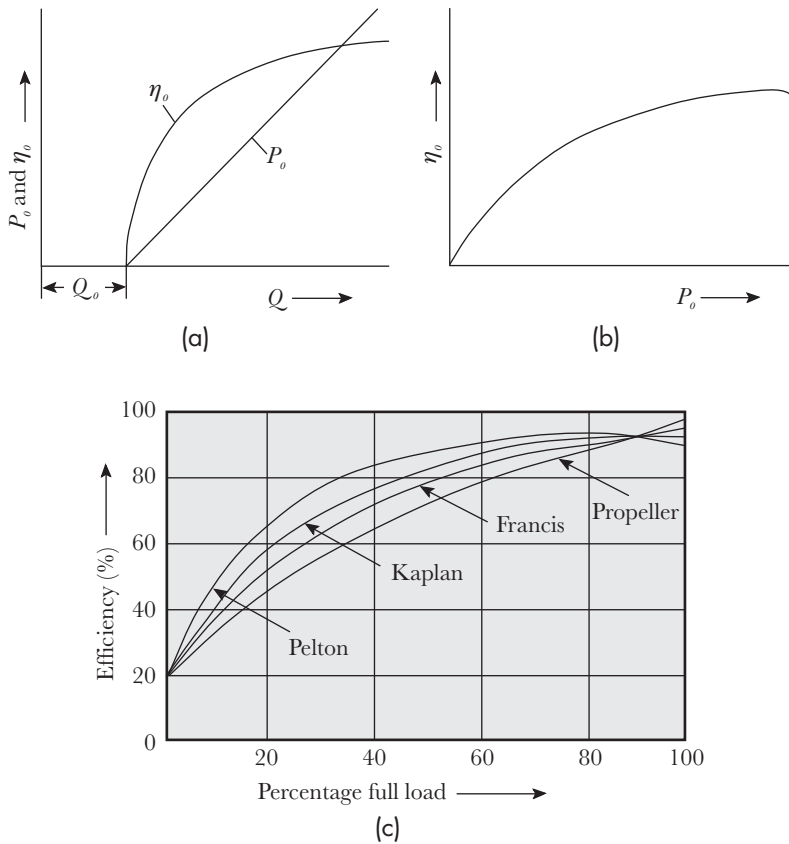 P₀ and η₀
η₀
P₀
Q₀
Q
(a)
η₀
P₀
(b)
Efficiency (%)
100
80
60
40
20
0
Pelton
Kaplan
Francis
Propeller
20 40 60 80 100
Percentage full load
(c)